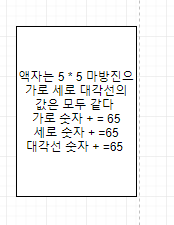 액자는 5 * 5 마방진으
가로 세로 대각선의
값은 모두 같다
가로 숫자 + = 65
세로 숫자 + =65
대각선 숫자 + =65